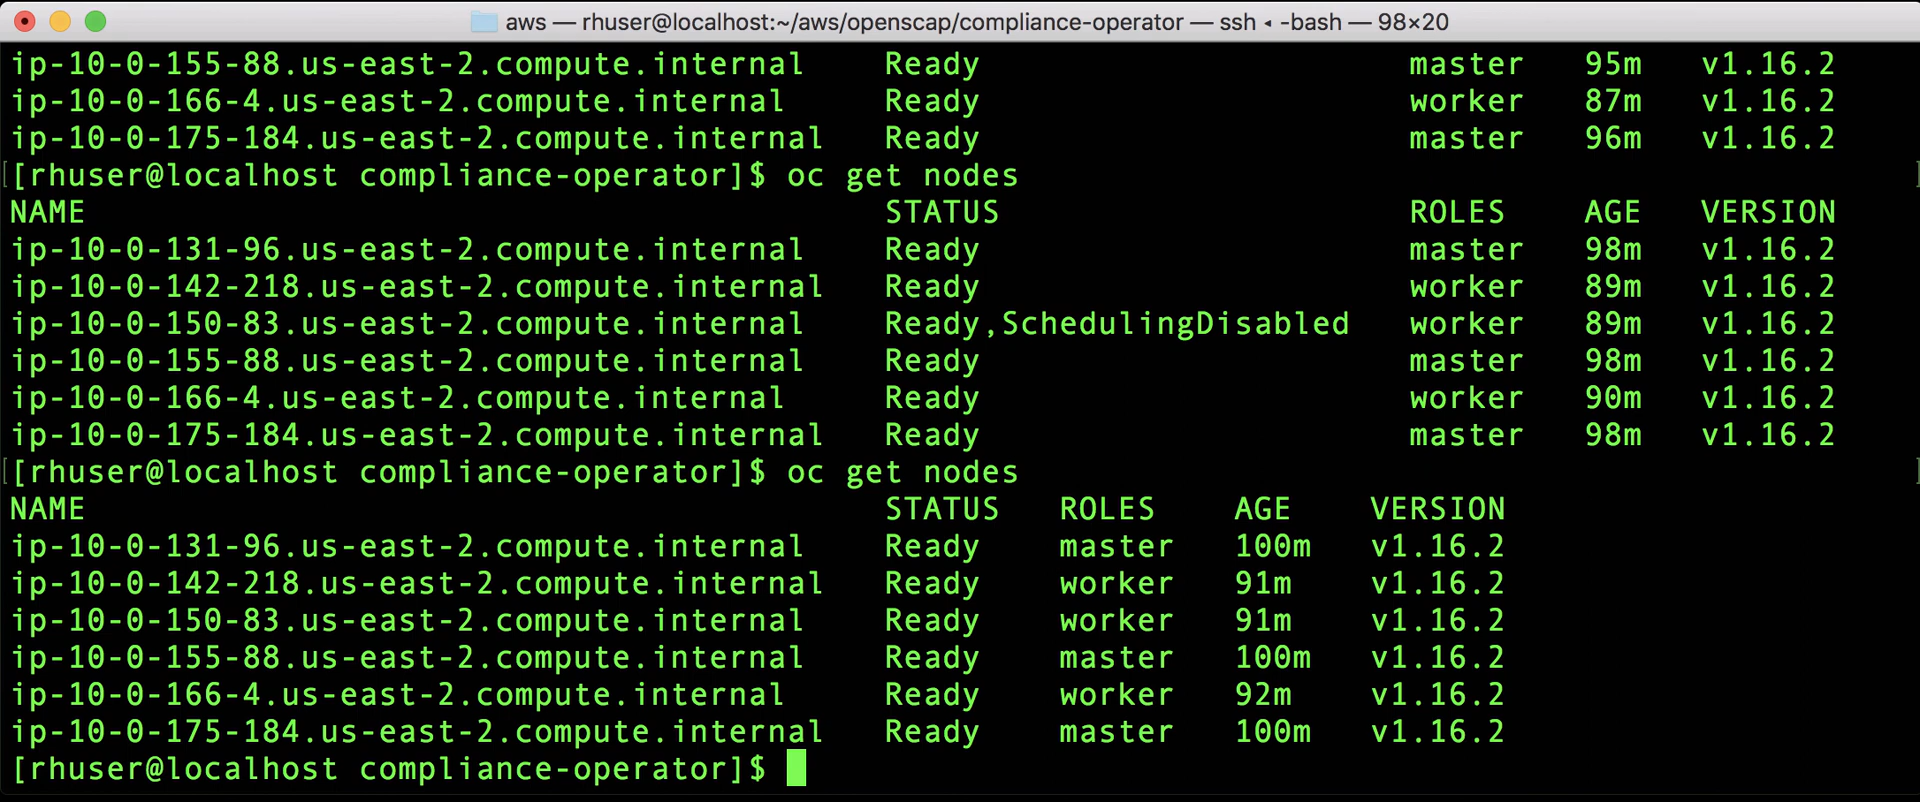 aws — rhuser@localhost:~/aws/openscap/compliance-operator — ssh ◂ -bash — 98×20
ip-10-0-155-88.us-east-2.compute.internal Ready master 95m v1.16.2
ip-10-0-166-4.us-east-2.compute.internal Ready worker 87m v1.16.2
ip-10-0-175-184.us-east-2.compute.internal Ready master 96m v1.16.2
[[rhuser@localhost compliance-operator]$ oc get nodes ]
NAME STATUS ROLES AGE VERSION
ip-10-0-131-96.us-east-2.compute.internal Ready master 98m v1.16.2
ip-10-0-142-218.us-east-2.compute.internal Ready worker 89m v1.16.2
ip-10-0-150-83.us-east-2.compute.internal Ready,SchedulingDisabled worker 89m v1.16.2
ip-10-0-155-88.us-east-2.compute.internal Ready master 98m v1.16.2
ip-10-0-166-4.us-east-2.compute.internal Ready worker 90m v1.16.2
ip-10-0-175-184.us-east-2.compute.internal Ready master 98m v1.16.2
[[rhuser@localhost compliance-operator]$ oc get nodes ]
NAME STATUS ROLES AGE VERSION
ip-10-0-131-96.us-east-2.compute.internal Ready master 100m v1.16.2
ip-10-0-142-218.us-east-2.compute.internal Ready worker 91m v1.16.2
ip-10-0-150-83.us-east-2.compute.internal Ready worker 91m v1.16.2
ip-10-0-155-88.us-east-2.compute.internal Ready master 100m v1.16.2
ip-10-0-166-4.us-east-2.compute.internal Ready worker 92m v1.16.2
ip-10-0-175-184.us-east-2.compute.internal Ready master 100m v1.16.2
[rhuser@localhost compliance-operator]$